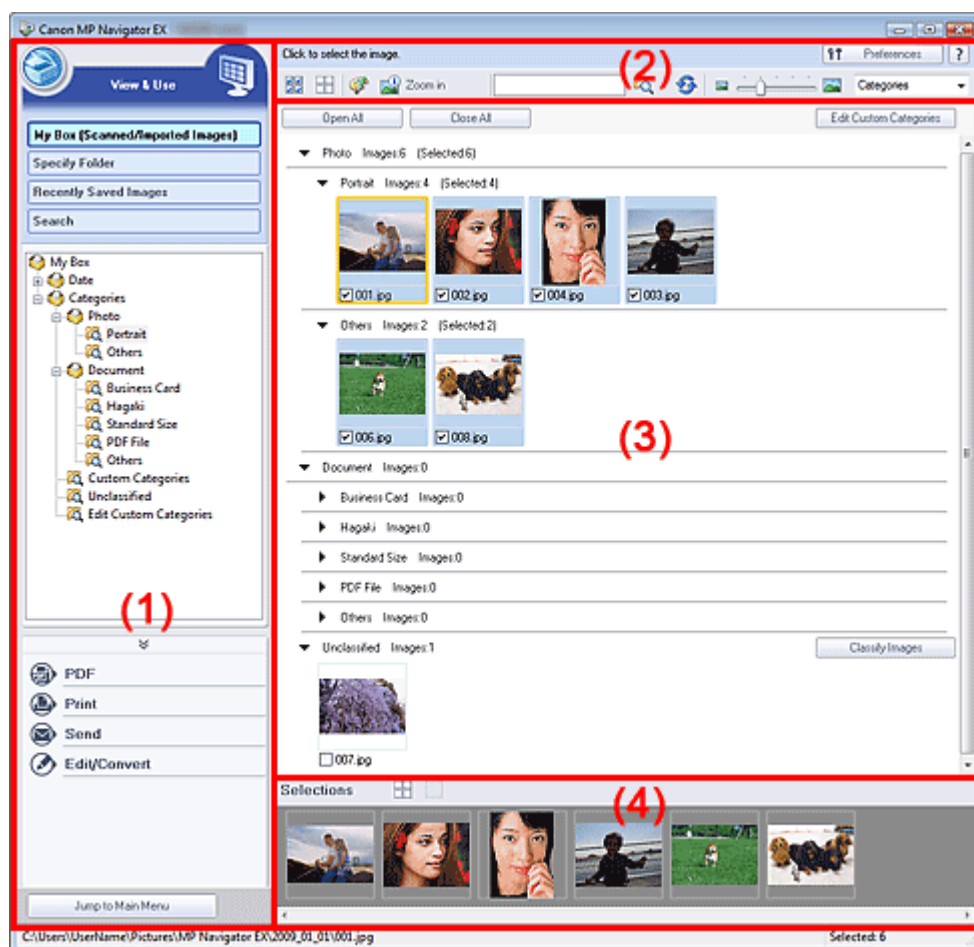 Canon MP Navigator EX
View & Use
My Box (Scanned/Imported Images)
Specify Folder
Recently Saved Images
Search
My Box
Date
Categories
Photo
Portrait
Others
Document
Business Card
Hagaki
Standard Size
PDF File
Others
Custom Categories
Unclassified
Edit Custom Categories
(1)
PDF
Print
Send
Edit/Convert
Jump to Main Menu
Click to select the image.
(2)
Preferences
?
Zoom in
Categories
Open All
Close All
Edit Custom Categories
Photo Images:6 (Selected:6)
Portrait Images:4 (Selected:4)
001.jpg
002.jpg
004.jpg
003.jpg
Others Images:2 (Selected:2)
006.jpg
008.jpg
(3)
Document Images:0
Business Card Images:0
Hagaki Images:0
Standard Size Images:0
PDF File Images:0
Others Images:0
Unclassified Images:1
Classify Images
007.jpg
Selections
(4)
C:\Users\UserName\Pictures\MP Navigator EX\2009_01_01\001.jpg
Selected: 6